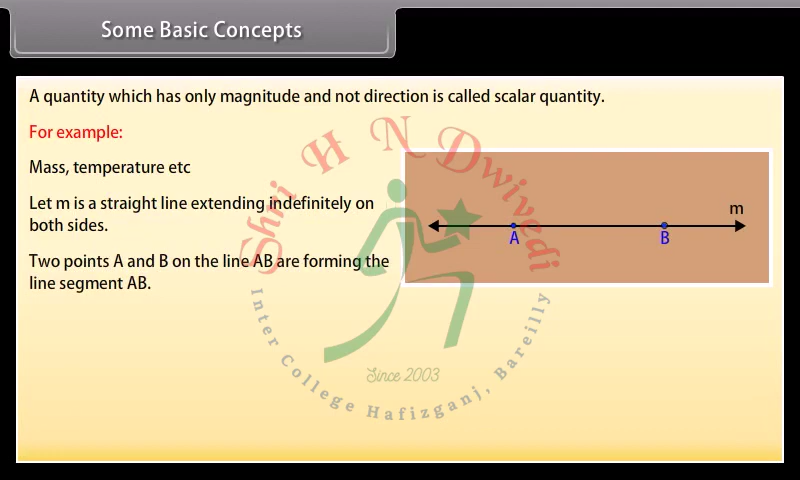 Some Basic Concepts
A quantity which has only magnitude and not direction is called scalar quantity.
For example:
Mass, temperature etc
Let m is a straight line extending indefinitely on
both sides.
Two points A and B on the line AB are forming the
line segment AB.
m
A B
Shri H N Dwivedi
Since 2003
Inter College Hafizganj, Bareilly